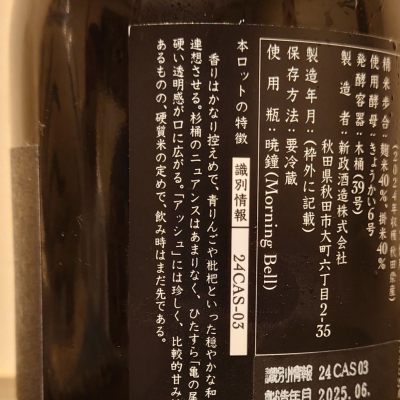 (2024年収穫 秋田県産)
精米歩合:麹米40%、掛米40%
使用酵母:きょうかい6号
発酵容器:木桶(39号)
製造者:新政酒造株式会社
秋田県秋田市大町六丁目2-35
製造年月:(枠外に記載)
保存方法:要冷蔵
使用瓶:暁鐘(Morning Bell)
本ロットの特徴 識別情報 24CAS-03
香りはかなり控えめで、青りんごや枇杷といった穏やかな和
連想させる。杉桶のニュアンスはあまりなく、ひたすら「亀の尾
硬い透明感が口に広がる。「アッシュ」には珍しく、比較的甘み
あるものの、硬質米の定めで、飲み時はまだ先である。
識別情報 24CAS03
製造年月 2025.06.